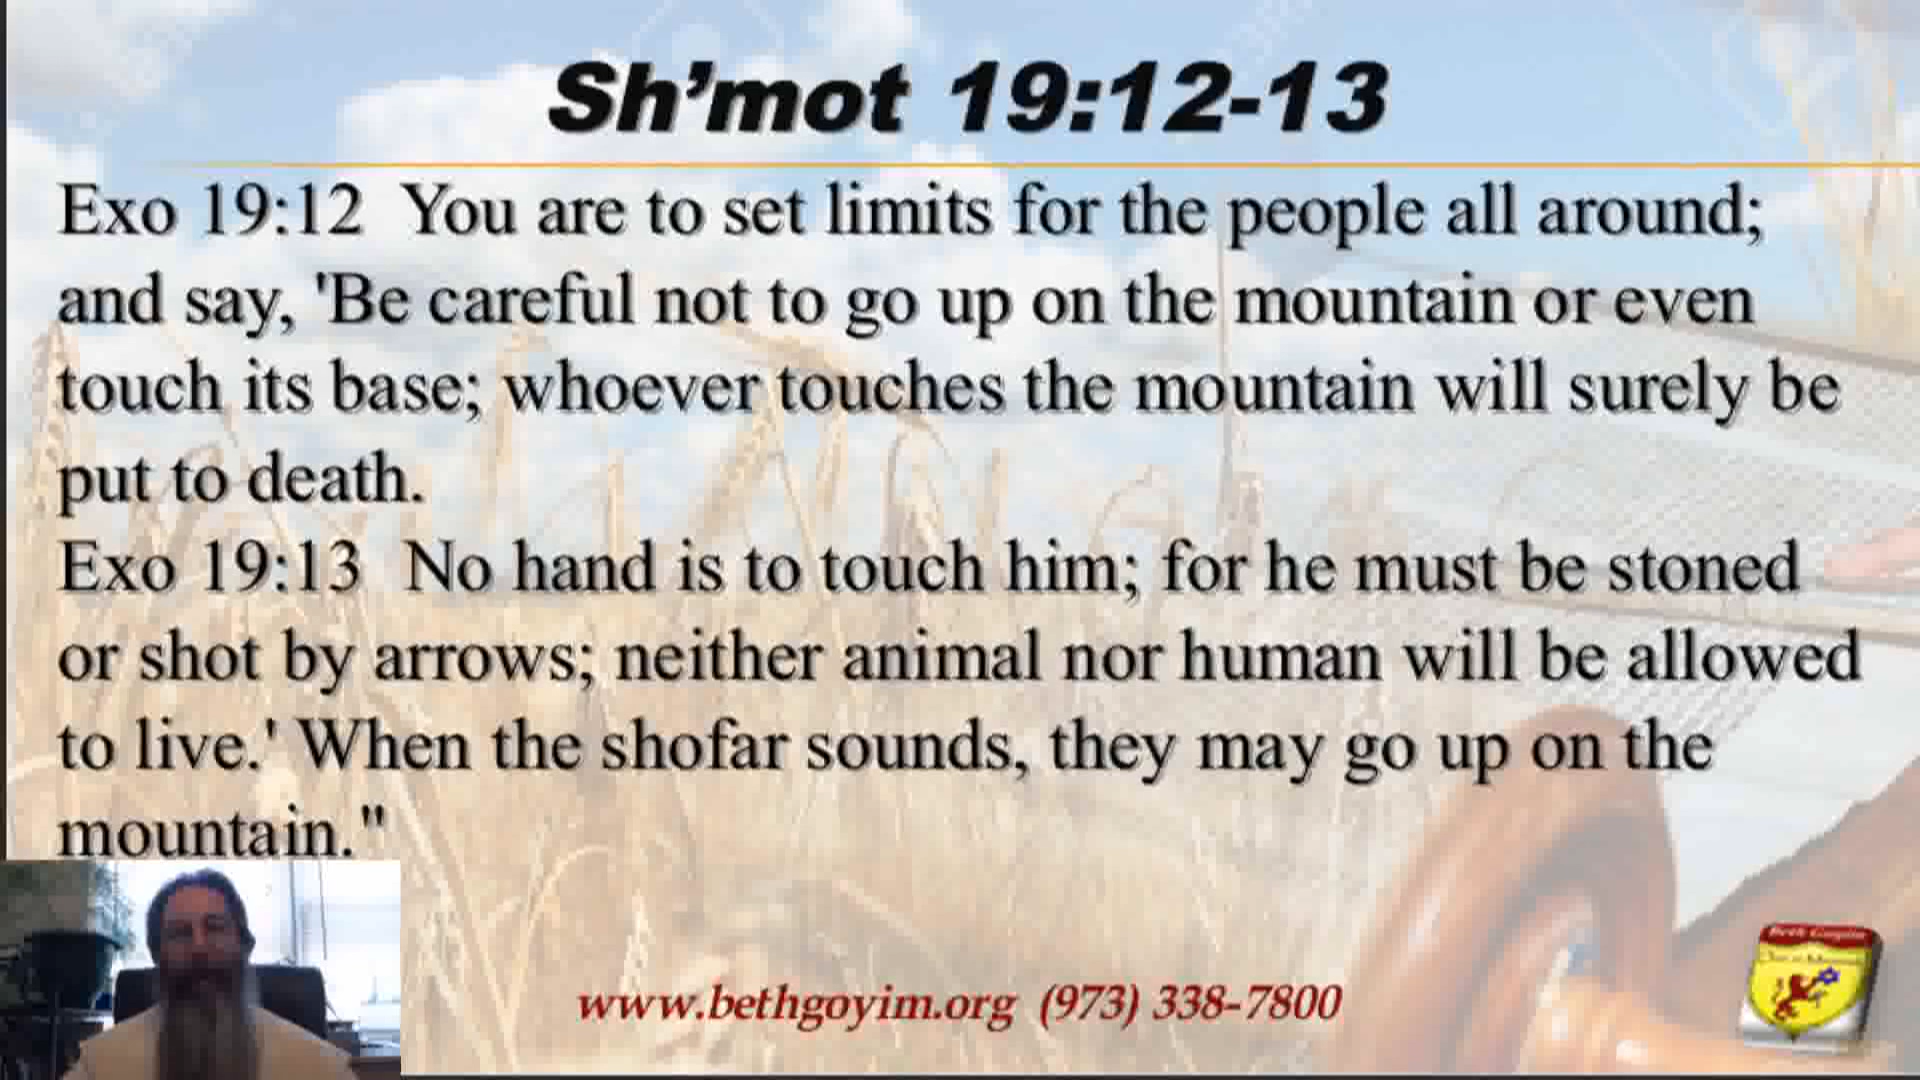 Sh’mot 19:12-13
Exo 19:12  You are to set limits for the people all around;
and say, 'Be careful not to go up on the mountain or even
touch its base; whoever touches the mountain will surely be
put to death.
Exo 19:13  No hand is to touch him; for he must be stoned
or shot by arrows; neither animal nor human will be allowed
to live.' When the shofar sounds, they may go up on the
mountain."
www.bethgoyim.org (973) 338-7800
Beth Goyim